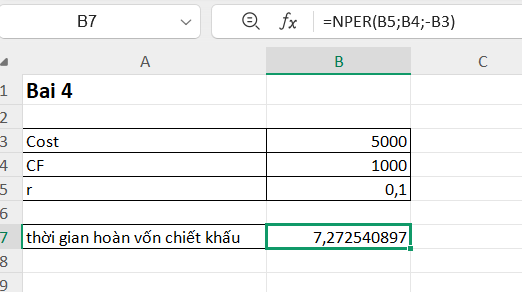 B7
fx =NPER(B5;B4;-B3)
A B C
1 Bai 4
2
3 Cost 5000
4 CF 1000
5 r 0,1
6
7 thời gian hoàn vốn chiết khấu 7,272540897
8
9